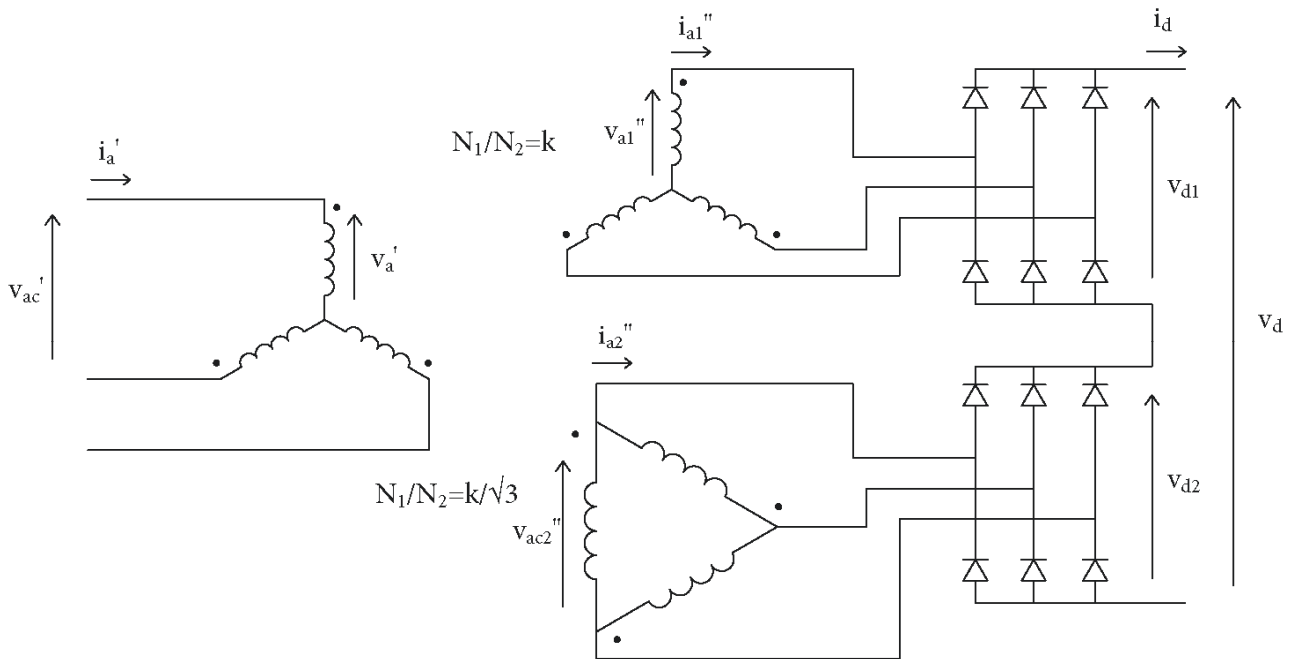 i_a1"
i_d
v_a1"
N₁/N₂=k
i_a'
v_d1
v_a'
v_ac'
i_a2"
v_d
N₁/N₂=k/√3
v_ac2"
v_d2